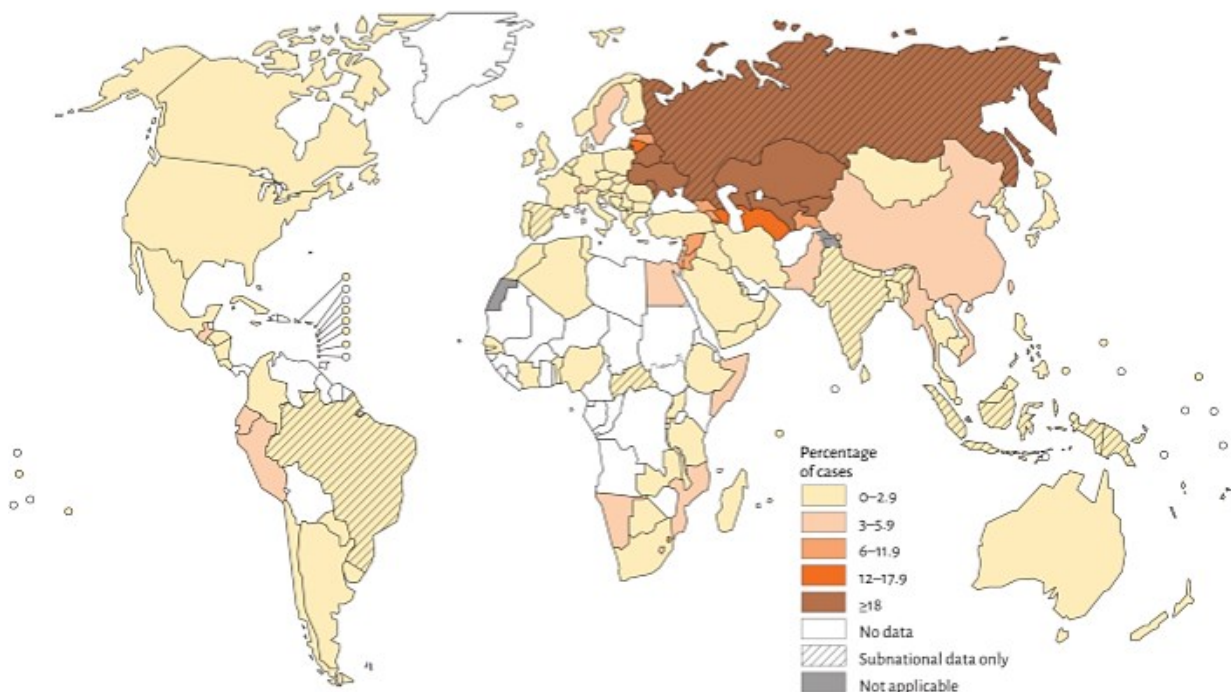 Percentage
of cases
0–2.9
3–5.9
6–11.9
12–17.9
≥18
No data
Subnational data only
Not applicable